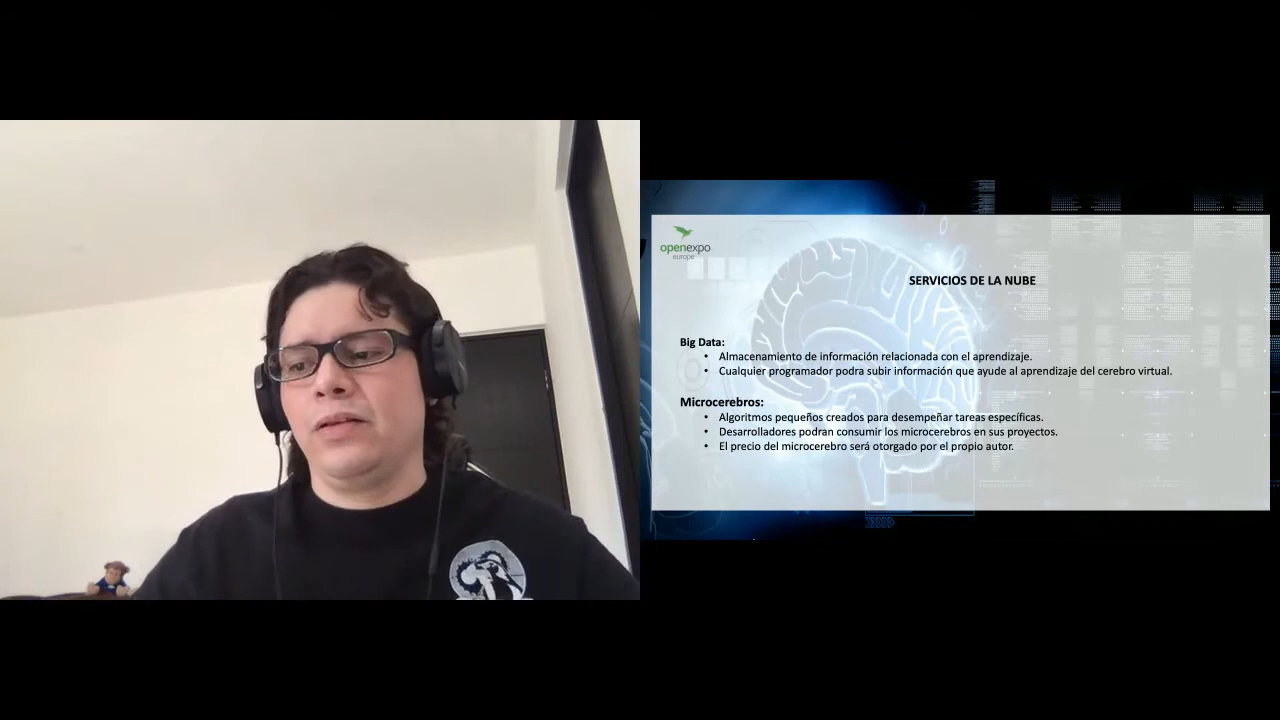 openexpo
europe
SERVICIOS DE LA NUBE
Big Data:
• Almacenamiento de información relacionada con el aprendizaje.
• Cualquier programador podra subir información que ayude al aprendizaje del cerebro virtual.
Microcerebros:
• Algoritmos pequeños creados para desempeñar tareas específicas.
• Desarrolladores podran consumir los microcerebros en sus proyectos.
• El precio del microcerebro será otorgado por el propio autor.